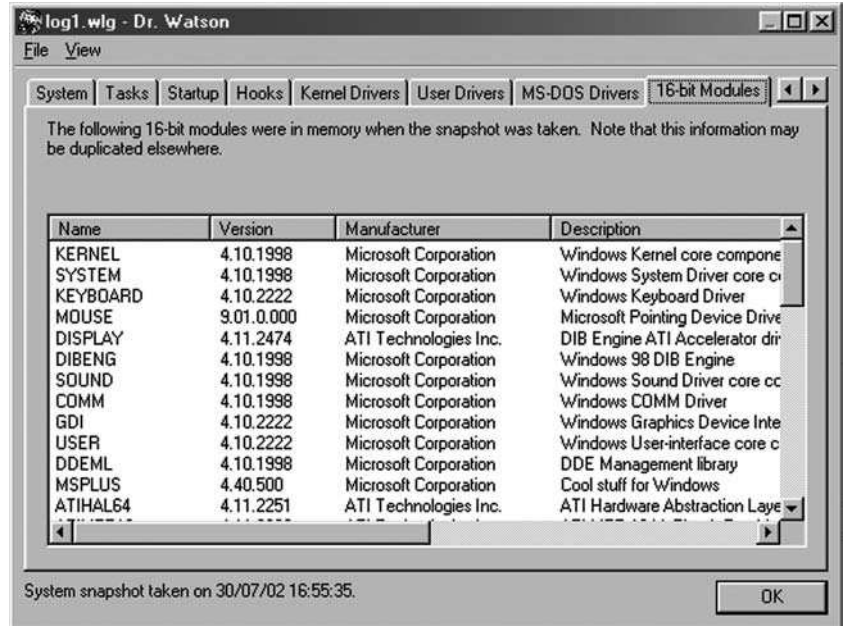 log1.wlg - Dr. Watson
File View
System Tasks Startup Hooks Kernel Drivers User Drivers MS-DOS Drivers 16-bit Modules
The following 16-bit modules were in memory when the snapshot was taken. Note that this information may
be duplicated elsewhere.
Name Version Manufacturer Description
KERNEL 4.10.1998 Microsoft Corporation Windows Kernel core compone
SYSTEM 4.10.1998 Microsoft Corporation Windows System Driver core c
KEYBOARD 4.10.2222 Microsoft Corporation Windows Keyboard Driver
MOUSE 9.01.0.000 Microsoft Corporation Microsoft Pointing Device Drive
DISPLAY 4.11.2474 ATI Technologies Inc. DIB Engine ATI Accelerator dri
DIBENG 4.10.1998 Microsoft Corporation Windows 98 DIB Engine
SOUND 4.10.1998 Microsoft Corporation Windows Sound Driver core cc
COMM 4.10.1998 Microsoft Corporation Windows COMM Driver
GDI 4.10.2222 Microsoft Corporation Windows Graphics Device Inte
USER 4.10.2222 Microsoft Corporation Windows User-interface core c
DDEML 4.10.1998 Microsoft Corporation DDE Management library
MSPLUS 4.40.500 Microsoft Corporation Cool stuff for Windows
ATIHAL64 4.11.2251 ATI Technologies Inc. ATI Hardware Abstraction Laye
System snapshot taken on 30/07/02 16:55:35.
OK